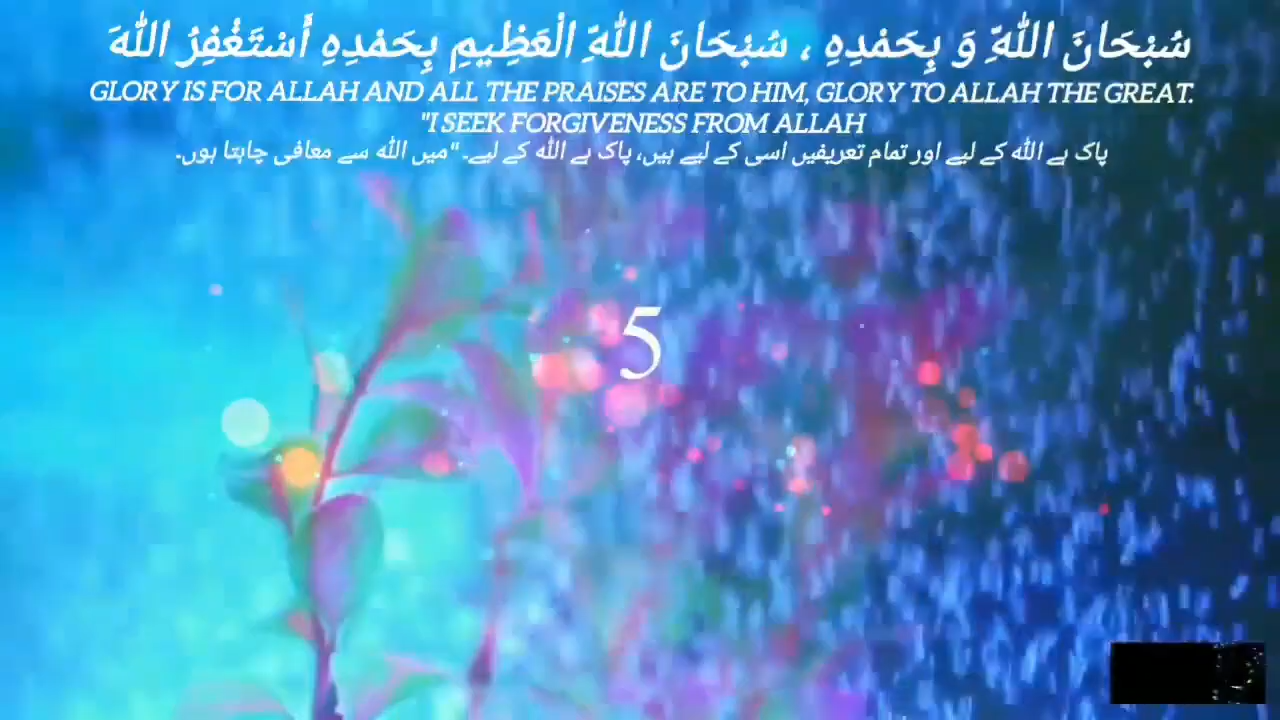 سُبْحَانَ اللّٰهِّ وَ بِحَمْدِهِ ، سُبْحَانَ اللّٰهِّ الْعَظِيمِ بِحَمْدِهِ أَسْتَغْفِرُ اللّٰهَ
GLORY IS FOR ALLAH AND ALL THE PRAISES ARE TO HIM, GLORY TO ALLAH THE GREAT.
"I SEEK FORGIVENESS FROM ALLAH
پاک ہے اللہ کے لیے اور تمام تعریفیں اسی کے لیے ہیں، پاک ہے اللہ کے لیے۔ "میں اللہ سے معافی چاہتا ہوں۔
5